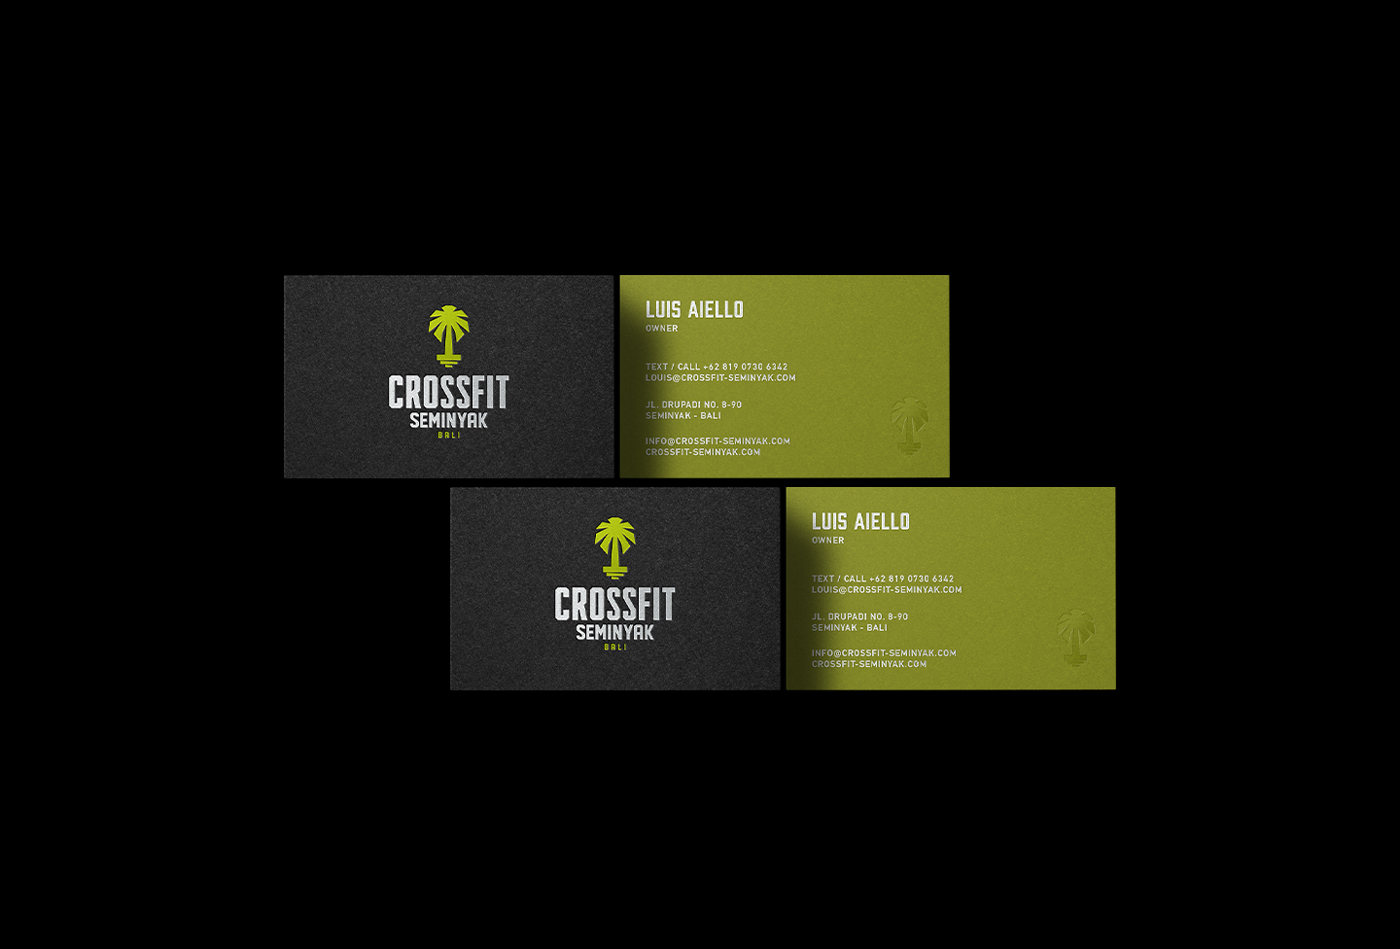 CROSSFIT
SEMINYAK
BALI
LUIS AIELLO
OWNER
TEXT / CALL +62 819 0730 6342
LOUIS@CROSSFIT-SEMINYAK.COM
JL. DRUPADI NO. 8-90
SEMINYAK - BALI
INFO@CROSSFIT-SEMINYAK.COM
CROSSFIT-SEMINYAK.COM
CROSSFIT
SEMINYAK
BALI
LUIS AIELLO
OWNER
TEXT / CALL +62 819 0730 6342
LOUIS@CROSSFIT-SEMINYAK.COM
JL. DRUPADI NO. 8-90
SEMINYAK - BALI
INFO@CROSSFIT-SEMINYAK.COM
CROSSFIT-SEMINYAK.COM